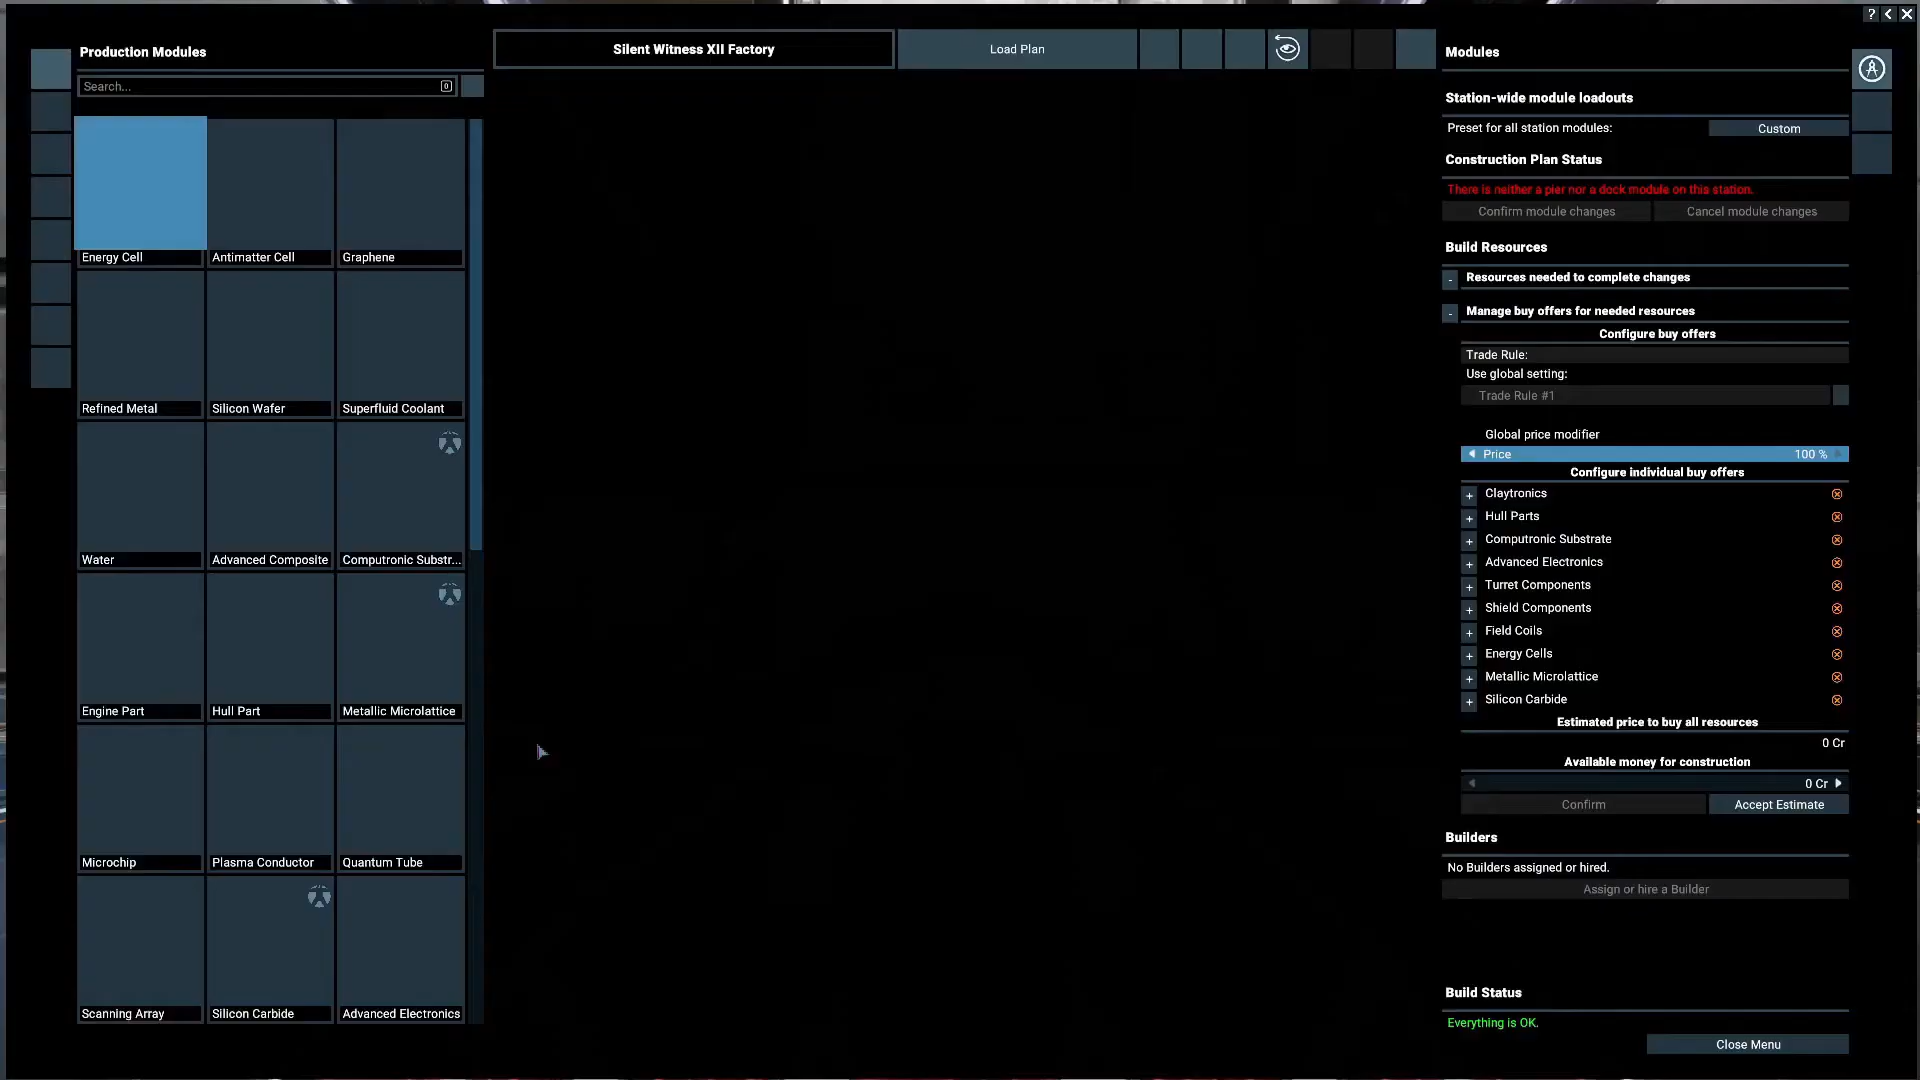 Production Modules
Search...
0
Energy Cell
Antimatter Cell
Graphene
Refined Metal
Silicon Wafer
Superfluid Coolant
Water
Advanced Composite
Computronic Substr...
Engine Part
Hull Part
Metallic Microlattice
Microchip
Plasma Conductor
Quantum Tube
Scanning Array
Silicon Carbide
Advanced Electronics
Silent Witness XII Factory
Load Plan
?
Modules
Station-wide module loadouts
Preset for all station modules:
Custom
Construction Plan Status
There is neither a pier nor a dock module on this station.
Confirm module changes
Cancel module changes
Build Resources
- Resources needed to complete changes
- Manage buy offers for needed resources
Configure buy offers
Trade Rule:
Use global setting:
Trade Rule #1
Global price modifier
Price 100 %
Configure individual buy offers
+ Claytronics
+ Hull Parts
+ Computronic Substrate
+ Advanced Electronics
+ Turret Components
+ Shield Components
+ Field Coils
+ Energy Cells
+ Metallic Microlattice
+ Silicon Carbide
Estimated price to buy all resources
0 Cr
Available money for construction
0 Cr
Confirm
Accept Estimate
Builders
No Builders assigned or hired.
Assign or hire a Builder
Build Status
Everything is OK.
Close Menu